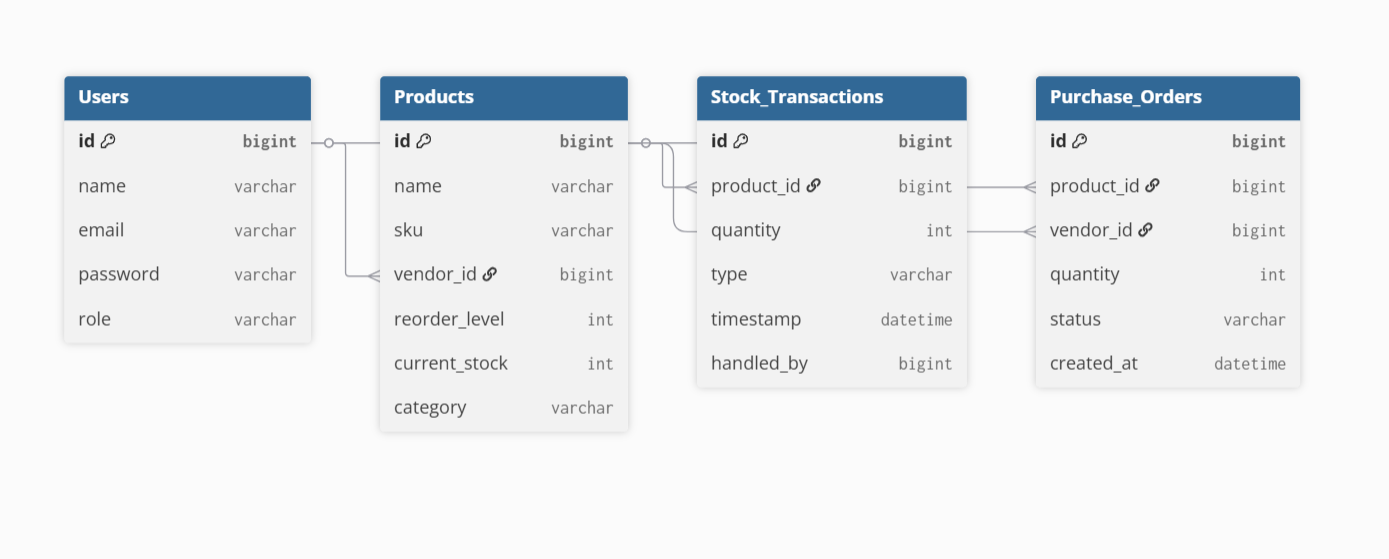 Users
id bigint
name varchar
email varchar
password varchar
role varchar
Products
id bigint
name varchar
sku varchar
vendor_id bigint
reorder_level int
current_stock int
category varchar
Stock_Transactions
id bigint
product_id bigint
quantity int
type varchar
timestamp datetime
handled_by bigint
Purchase_Orders
id bigint
product_id bigint
vendor_id bigint
quantity int
status varchar
created_at datetime